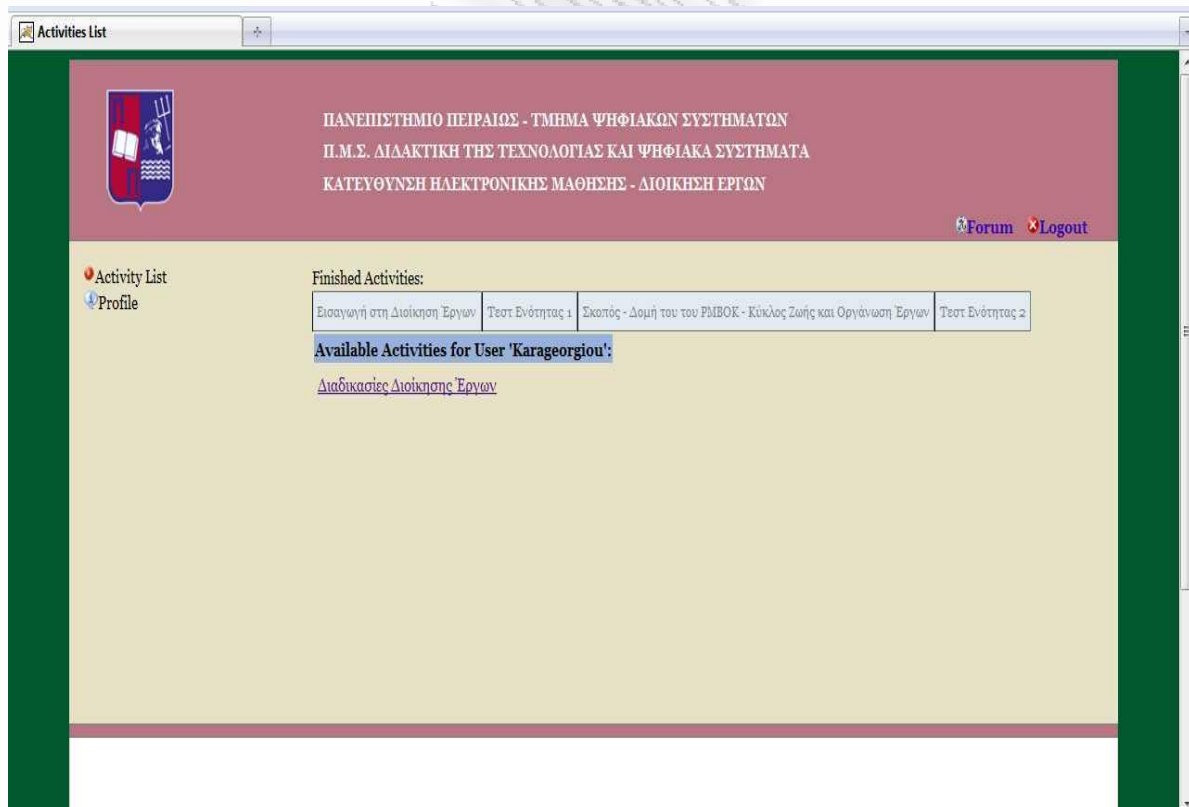 Activities List
ΠΑΝΕΠΙΣΤΗΜΙΟ ΠΕΙΡΑΙΩΣ - ΤΜΗΜΑ ΨΗΦΙΑΚΩΝ ΣΥΣΤΗΜΑΤΩΝ
Π.Μ.Σ. ΔΙΔΑΚΤΙΚΗ ΤΗΣ ΤΕΧΝΟΛΟΓΙΑΣ ΚΑΙ ΨΗΦΙΑΚΑ ΣΥΣΤΗΜΑΤΑ
ΚΑΤΕΥΘΥΝΣΗ ΗΛΕΚΤΡΟΝΙΚΗΣ ΜΑΘΗΣΗΣ - ΔΙΟΙΚΗΣΗ ΕΡΓΩΝ
Forum Logout
Activity List
Profile
Finished Activities:
Εισαγωγή στη Διοίκηση Έργων Τεστ Ενότητας 1 Σκοπός - Δομή του του PMBOK - Κύκλος Ζωής και Οργάνωση Έργων Τεστ Ενότητας 2
Available Activities for User 'Karageorgiou':
Διαδικασίες Διοίκησης Έργων